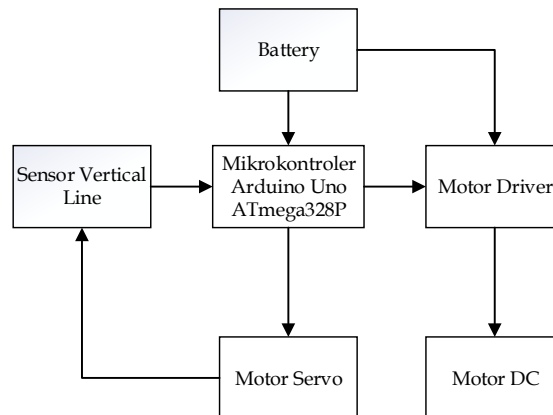 Battery
Sensor Vertical
Line
Mikrokontroler
Arduino Uno
ATmega328P
Motor Driver
Motor Servo
Motor DC